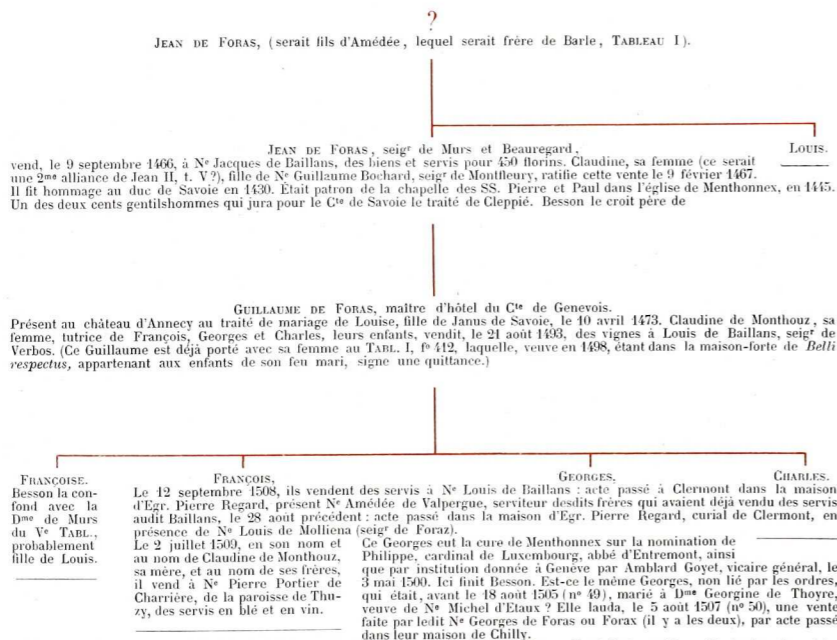 ?
JEAN DE FORAS, (serait fils d'Amédée, lequel serait frère de Barle, TABLEAU I).
JEAN DE FORAS, seigʳ de Murs et Beauregard,
LOUIS.
vend, le 9 septembre 1466, à Nᵉ Jacques de Baillans, des biens et servis pour 450 florins. Claudine, sa femme (ce serait
une 2ᵐᵉ alliance de Jean II, t. V?), fille de Nᵉ Guillaume Bochard, seigʳ de Montfleury, ratifie cette vente le 9 février 1467.
Il fit hommage au duc de Savoie en 1430. Était patron de la chapelle des SS. Pierre et Paul dans l'église de Menthonnex, en 1445.
Un des deux cents gentilshommes qui jura pour le Cᵗᵉ de Savoie le traité de Cleppié. Besson le croit père de
GUILLAUME DE FORAS, maître d'hôtel du Cᵗᵉ de Genevois.
Présent au château d'Annecy au traité de mariage de Louise, fille de Janus de Savoie, le 10 avril 1473. Claudine de Monthouz, sa
femme, tutrice de François, Georges et Charles, leurs enfants, vendit, le 21 août 1493, des vignes à Louis de Baillans, seigʳ de
Verbos. (Ce Guillaume est déjà porté avec sa femme au TABL. I, fᵒ 412, laquelle, veuve en 1498, étant dans la maison-forte de Belli
respectus, appartenant aux enfants de son feu mari, signe une quittance.)
FRANÇOISE.
Besson la con-
fond avec la
Dᵐᵉ de Murs
du Vᵉ TABL.,
probablement
fille de Louis.
FRANÇOIS,
GEORGES.
CHARLES.
Le 12 septembre 1508, ils vendent des servis à Nᵉ Louis de Baillans : acte passé à Clermont dans la maison
d'Egr. Pierre Regard, présent Nᵉ Amédée de Valpergue, serviteur desdits frères qui avaient déjà vendu des servis
audit Baillans, le 28 août précédent : acte passé dans la maison d'Egr. Pierre Regard, curial de Clermont, en
présence de Nᵉ Louis de Molliena (seigʳ de Foraz).
Le 2 juillet 1509, en son nom et
au nom de Claudine de Monthouz,
sa mère, et au nom de ses frères,
il vend à Nᵉ Pierre Portier de
Charrière, de la paroisse de Thu-
zy, des servis en blé et en vin.
Ce Georges eut la cure de Menthonnex sur la nomination de
Philippe, cardinal de Luxembourg, abbé d'Entremont, ainsi
que par institution donnée à Genève par Amblard Goyet, vicaire général, le
3 mai 1500. Ici finit Besson. Est-ce le même Georges, non lié par les ordres,
qui était, avant le 18 août 1505 (nᵒ 49), marié à Dᵐᵉ Georgine de Thoyre,
veuve de Nᵉ Michel d'Etaux ? Elle lauda, le 5 août 1507 (nᵒ 50), une vente
faite par ledit Nᵉ Georges de Foras ou Forax (il y a les deux), par acte passé
dans leur maison de Chilly.